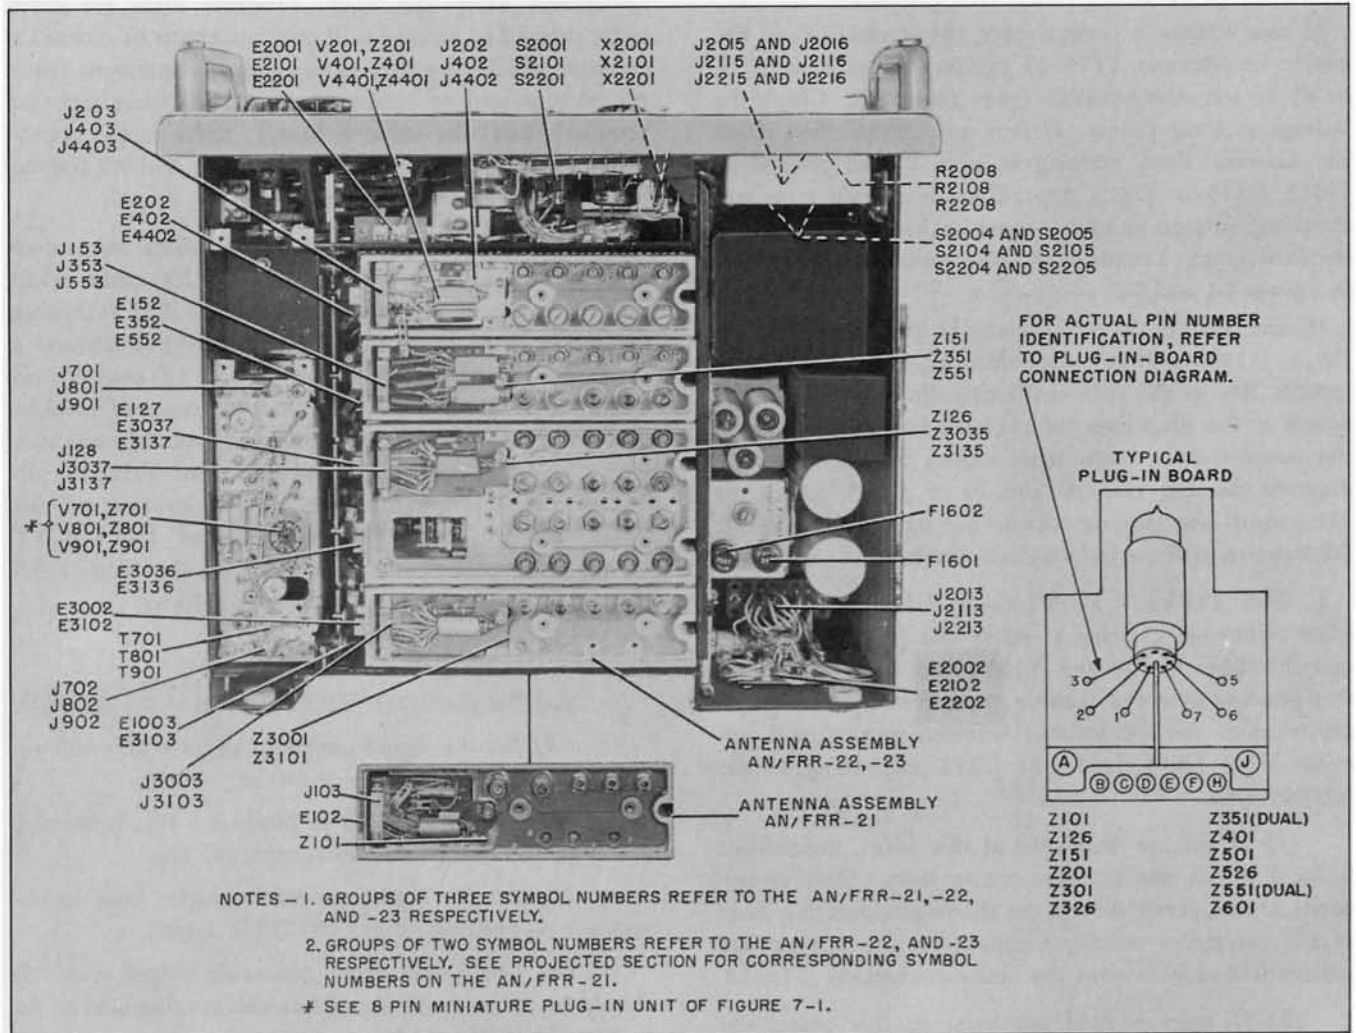 E2001 V201,Z201 J202 S2001 X2001 J2015 AND J2016
E2101 V401,Z401 J402 S2101 X2101 J2115 AND J2116
E2201 V4401,Z4401 J4402 S2201 X2201 J2215 AND J2216
J203
J403
J4403
E202
E402
E4402
J153
J353
J553
E152
E352
E552
J701
J801
J901
E127
E3037
E3137
J128
J3037
J3137
* V701,Z701
V801,Z801
V901,Z901
E3036
E3136
E3002
E3102
T701
T801
T901
J702
J802
J902
E1003
E3103
J3003
J3103
Z3001
Z3101
R2008
R2108
R2208
S2004 AND S2005
S2104 AND S2105
S2204 AND S2205
Z151
Z351
Z551
Z126
Z3035
Z3135
F1602
F1601
J2013
J2113
J2213
E2002
E2102
E2202
ANTENNA ASSEMBLY
AN/FRR-22,-23
J103
E102
Z101
ANTENNA ASSEMBLY
AN/FRR-21
FOR ACTUAL PIN NUMBER
IDENTIFICATION, REFER
TO PLUG-IN-BOARD
CONNECTION DIAGRAM.
TYPICAL
PLUG-IN BOARD
3 5
2 1 7 6
A J
B C D E F H
Z101 Z351(DUAL)
Z126 Z401
Z151 Z501
Z201 Z526
Z301 Z551(DUAL)
Z326 Z601
NOTES-1. GROUPS OF THREE SYMBOL NUMBERS REFER TO THE AN/FRR-21,-22,
AND -23 RESPECTIVELY.
2. GROUPS OF TWO SYMBOL NUMBERS REFER TO THE AN/FRR-22, AND -23
RESPECTIVELY. SEE PROJECTED SECTION FOR CORRESPONDING SYMBOL
NUMBERS ON THE AN/FRR-21.
* SEE 8-PIN MINIATURE PLUG-IN UNIT OF FIGURE 7-1.